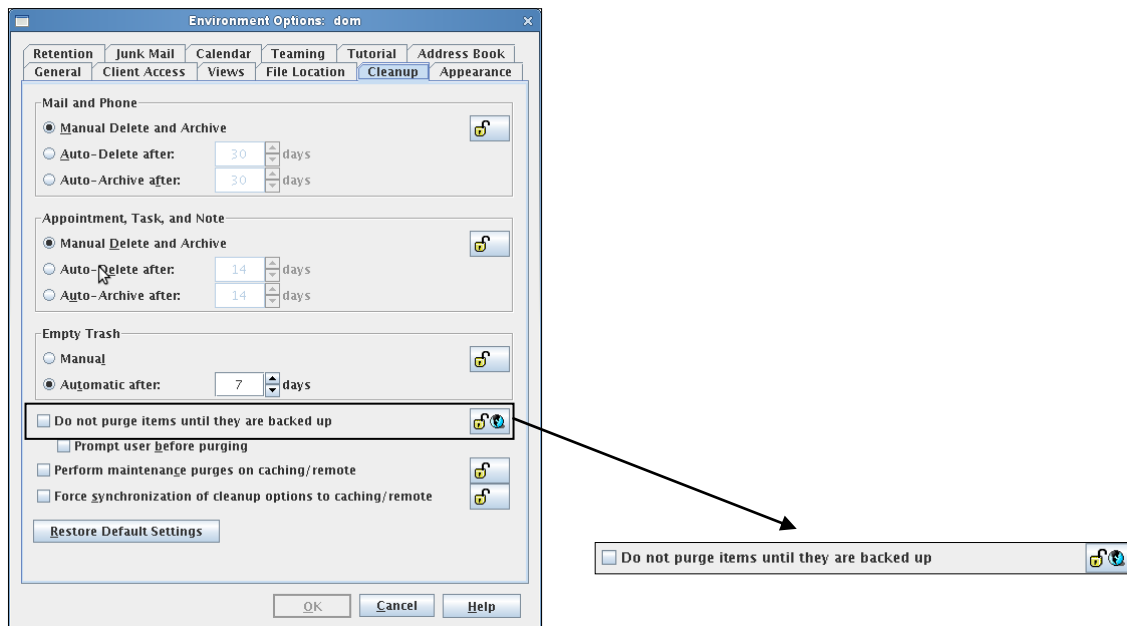 Environment Options: dom
Retention Junk Mail Calendar Teaming Tutorial Address Book
General Client Access Views File Location Cleanup Appearance
Mail and Phone
Manual Delete and Archive
Auto-Delete after: 30 days
Auto-Archive after: 30 days
Appointment, Task, and Note
Manual Delete and Archive
Auto-Delete after: 14 days
Auto-Archive after: 14 days
Empty Trash
Manual
Automatic after: 7 days
Do not purge items until they are backed up
Prompt user before purging
Perform maintenance purges on caching/remote
Force synchronization of cleanup options to caching/remote
Restore Default Settings
OK Cancel Help
Do not purge items until they are backed up